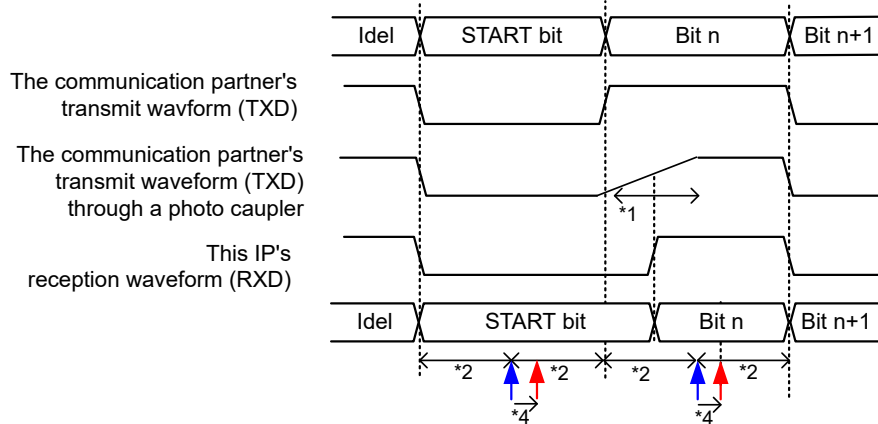 Idel START bit Bit n Bit n+1
The communication partner's
transmit wavform (TXD)
The communication partner's
transmit waveform (TXD)
through a photo caupler
*1
This IP's
reception waveform (RXD)
Idel START bit Bit n Bit n+1
*2 *2 *2 *2
*4 *4